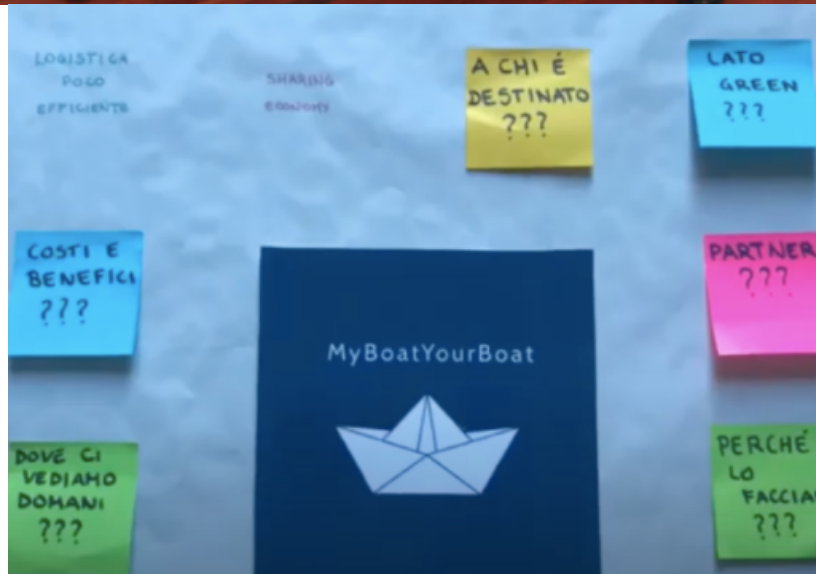 LOGISTICA
POCO
EFFICIENTE
SHARING
ECONOMY
A CHI É
DESTINATO
???
LATO
GREEN
???
COSTI E
BENEFICI
???
MyBoatYourBoat
PARTNER
???
DOVE CI
VEDIAMO
DOMANI
???
PERCHÉ
LO
FACCIA
???